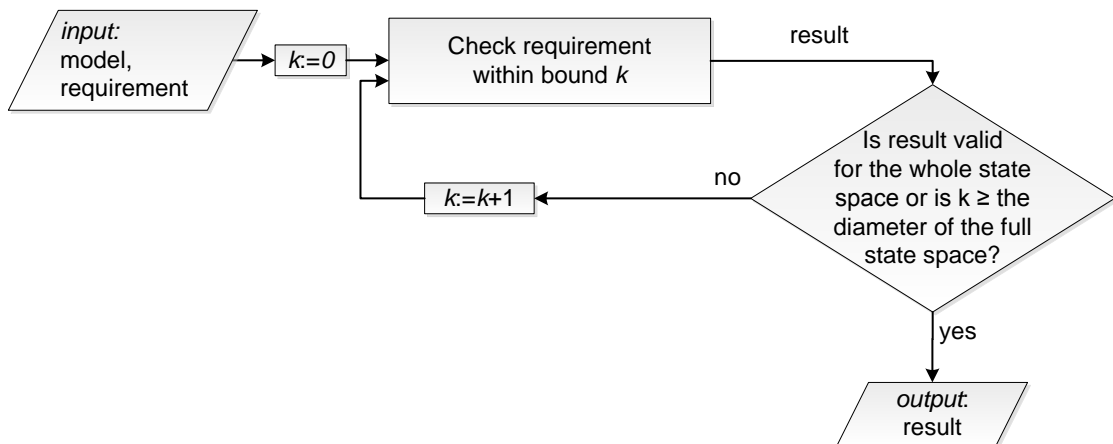 input:
model,
requirement
k:=0
Check requirement
within bound k
result
Is result valid
for the whole state
space or is k ≥ the
diameter of the full
state space?
no
k:=k+1
yes
output:
result